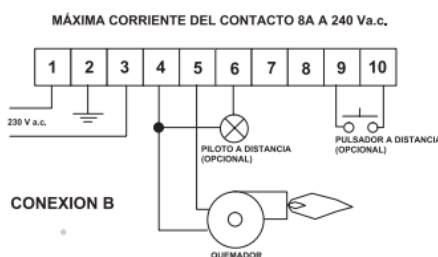 MÁXIMA CORRIENTE DEL CONTACTO 8A A 240 Va.c.
1 2 3 4 5 6 7 8 9 10
230 V a.c.
PILOTO A DISTANCIA
(OPCIONAL)
PULSADOR A DISTANCIA
(OPCIONAL)
CONEXION B
QUEMADOR